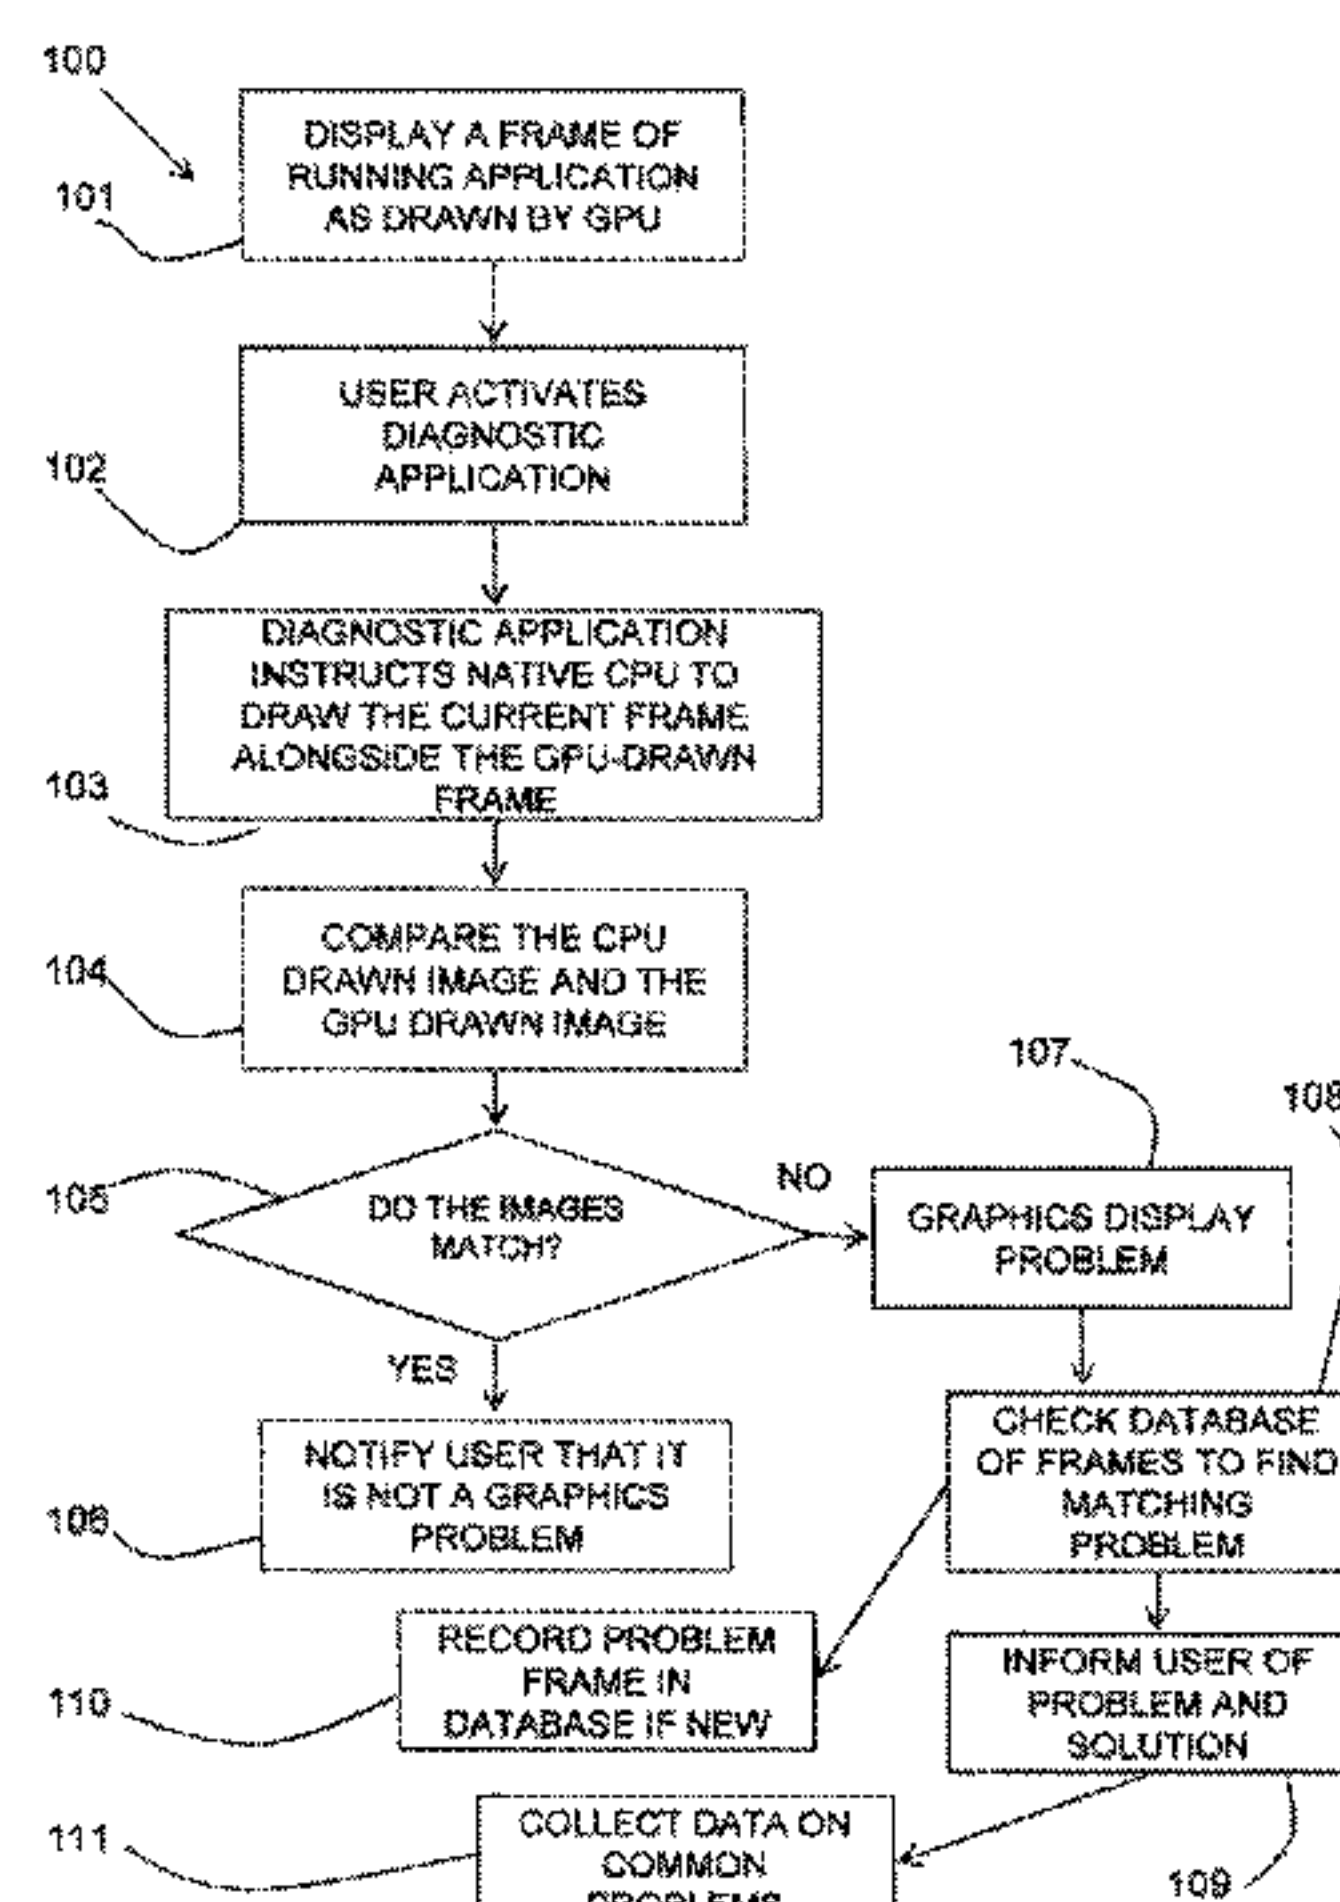 100
DISPLAY A FRAME OF
RUNNING APPLICATION
AS DRAWN BY GPU
101
USER ACTIVATES
DIAGNOSTIC
APPLICATION
102
DIAGNOSTIC APPLICATION
INSTRUCTS NATIVE CPU TO
DRAW THE CURRENT FRAME
ALONGSIDE THE GPU-DRAWN
FRAME
103
COMPARE THE CPU
DRAWN IMAGE AND THE
GPU DRAWN IMAGE
104
107
108
105
DO THE IMAGES
MATCH?
NO
GRAPHICS DISPLAY
PROBLEM
YES
NOTIFY USER THAT IT
IS NOT A GRAPHICS
PROBLEM
106
CHECK DATABASE
OF FRAMES TO FIND
MATCHING
PROBLEM
RECORD PROBLEM
FRAME IN
DATABASE IF NEW
110
INFORM USER OF
PROBLEM AND
SOLUTION
109
COLLECT DATA ON
COMMON
PROBLEMS
111